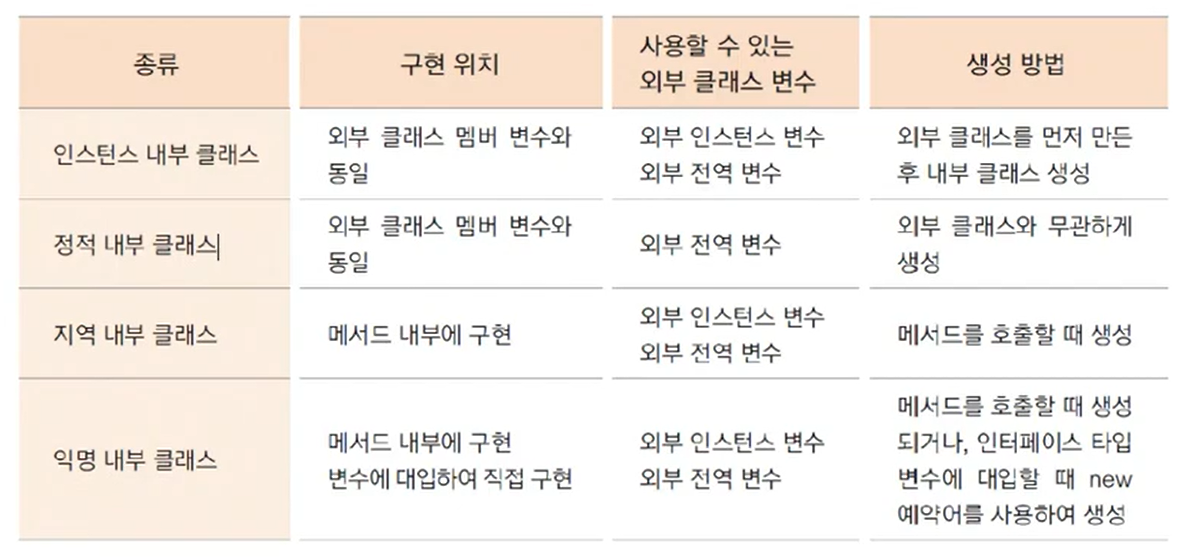 종류
구현 위치
사용할 수 있는
외부 클래스 변수
생성 방법
인스턴스 내부 클래스
외부 클래스 멤버 변수와
동일
외부 인스턴스 변수
외부 전역 변수
외부 클래스를 먼저 만든
후 내부 클래스 생성
정적 내부 클래스
외부 클래스 멤버 변수와
동일
외부 전역 변수
외부 클래스와 무관하게
생성
지역 내부 클래스
메서드 내부에 구현
외부 인스턴스 변수
외부 전역 변수
메서드를 호출할 때 생성
익명 내부 클래스
메서드 내부에 구현
변수에 대입하여 직접 구현
외부 인스턴스 변수
외부 전역 변수
메서드를 호출할 때 생성
되거나, 인터페이스 타입
변수에 대입할 때 new
예약어를 사용하여 생성